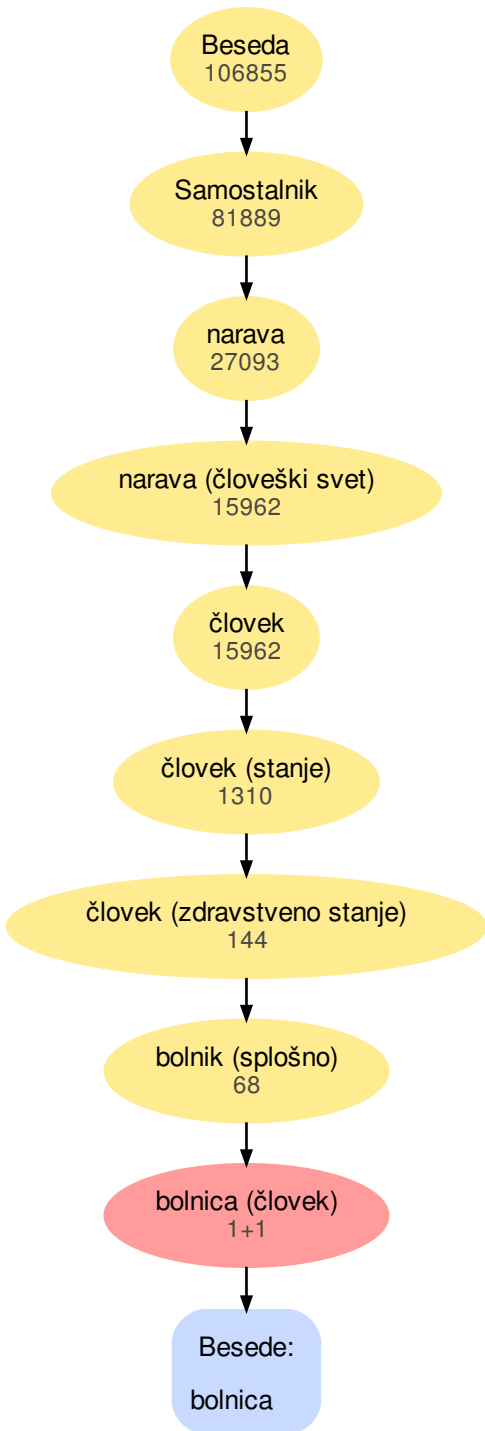 Beseda
106855
Samostalnik
81889
narava
27093
narava (človeški svet)
15962
človek
15962
človek (stanje)
1310
človek (zdravstveno stanje)
144
bolnik (splošno)
68
bolnica (človek)
1+1
Besede:
bolnica